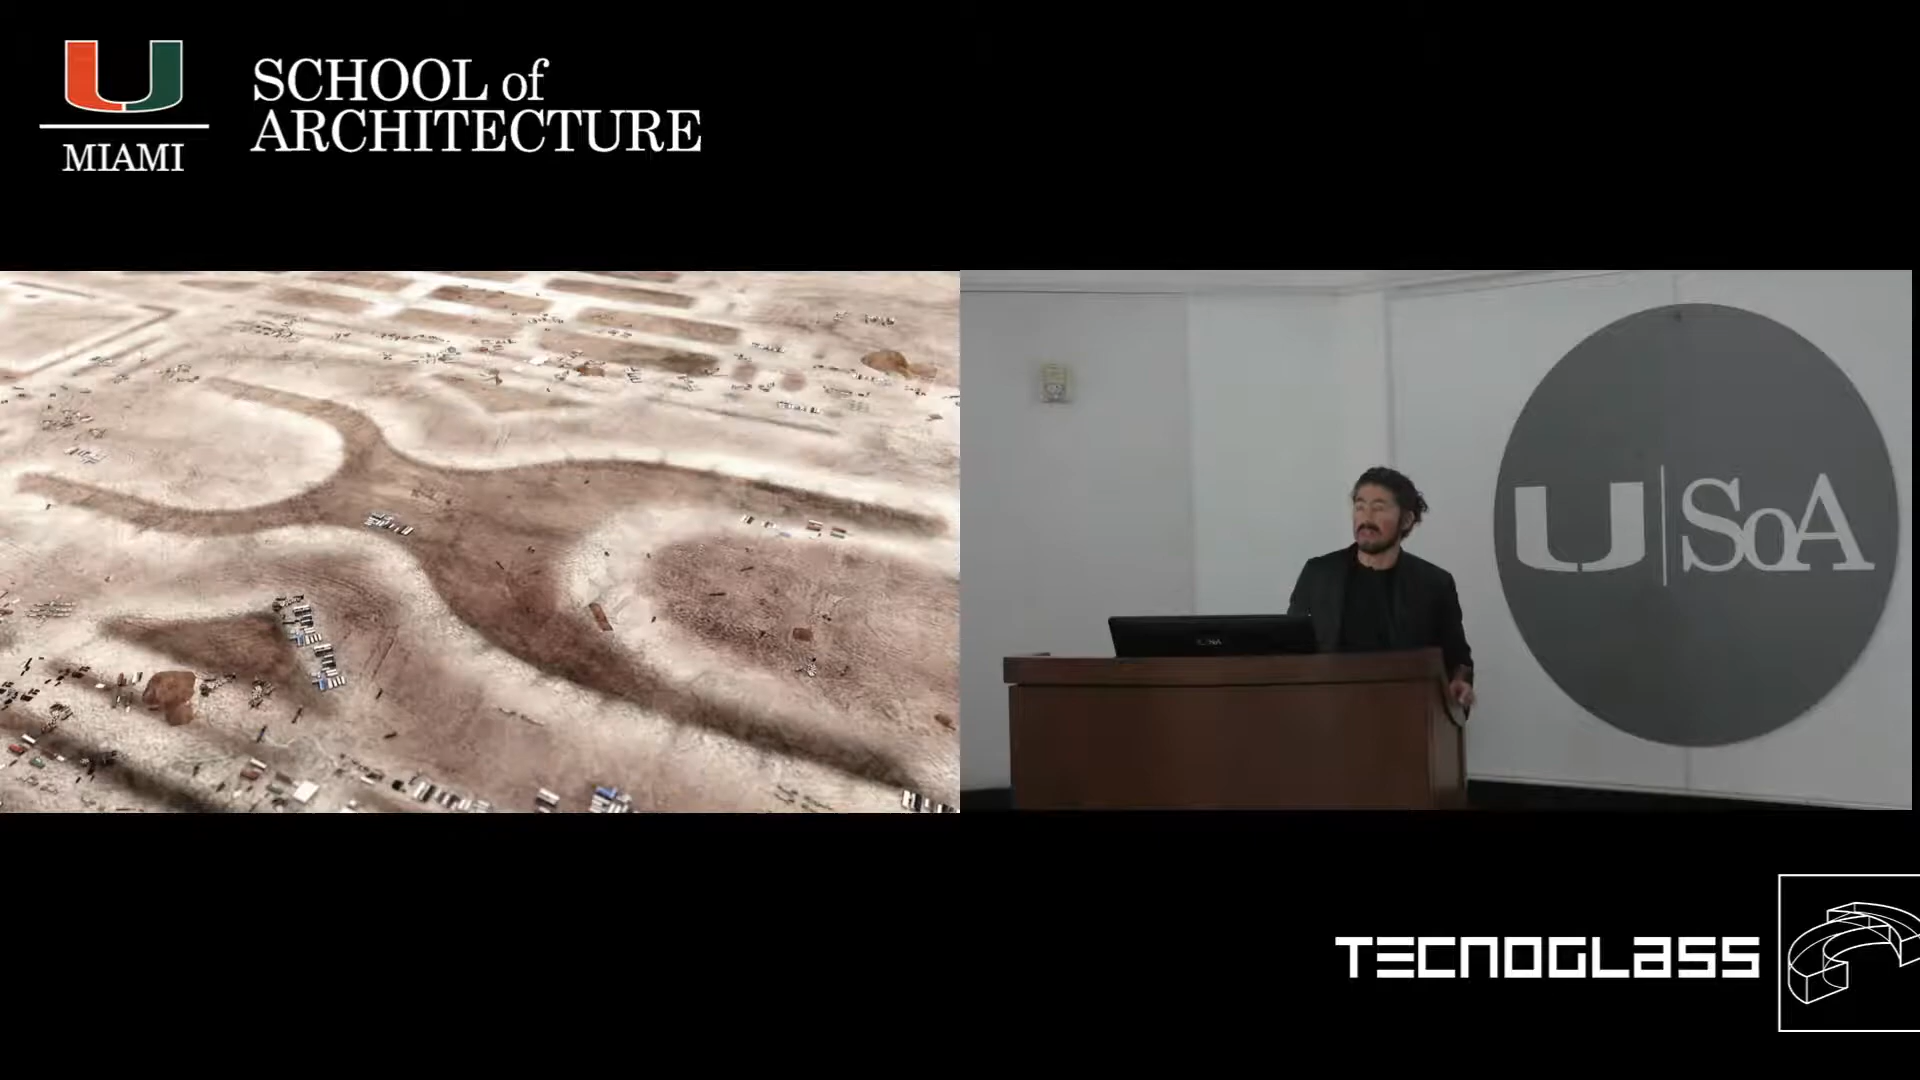 SCHOOL of
ARCHITECTURE
MIAMI
U SoA
TECNOGLASS